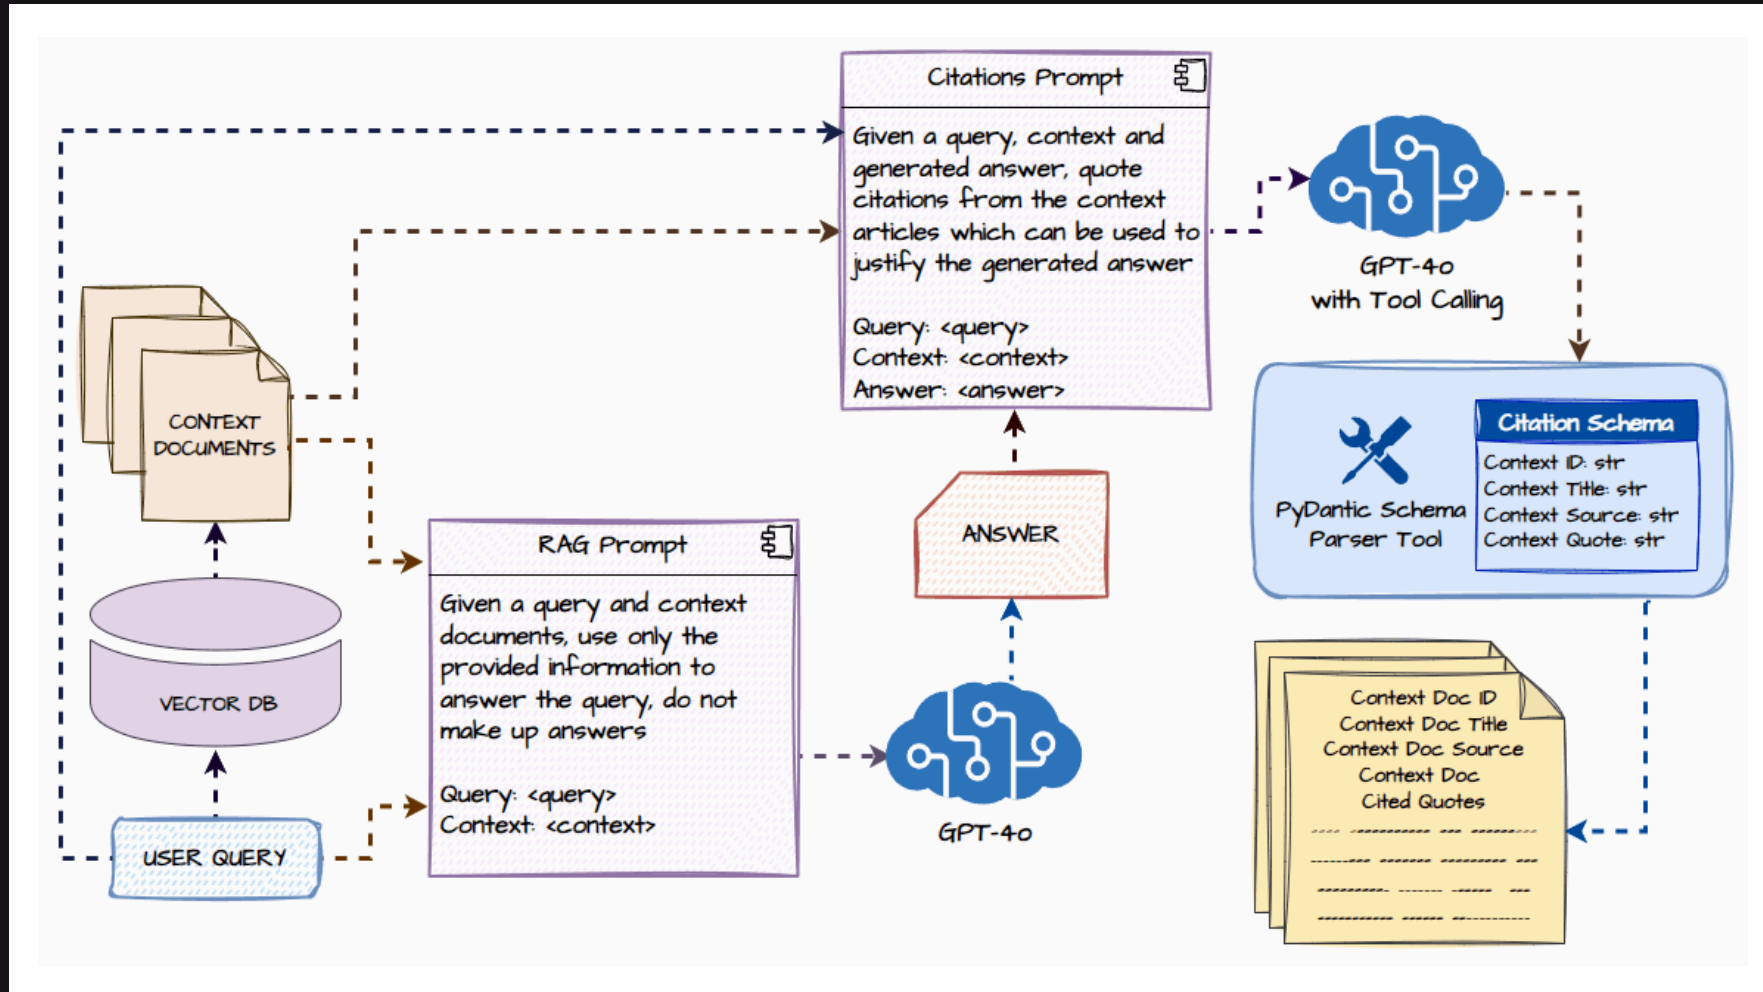 Citations Prompt
Given a query, context and
generated answer, quote
citations from the context
articles which can be used to
justify the generated answer
Query: <query>
Context: <context>
Answer: <answer>
GPT-4o
with Tool Calling
CONTEXT
DOCUMENTS
Citation Schema
Context ID: str
Context Title: str
Context Source: str
Context Quote: str
PyDantic Schema
Parser Tool
RAG Prompt
Given a query and context
documents, use only the
provided information to
answer the query, do not
make up answers
Query: <query>
Context: <context>
ANSWER
VECTOR DB
GPT-4o
USER QUERY
Context Doc ID
Context Doc Title
Context Doc Source
Context Doc
Cited Quotes